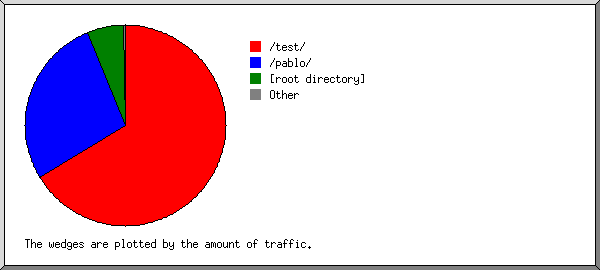 /test/
/pablo/
[root directory]
Other
The wedges are plotted by the amount of traffic.